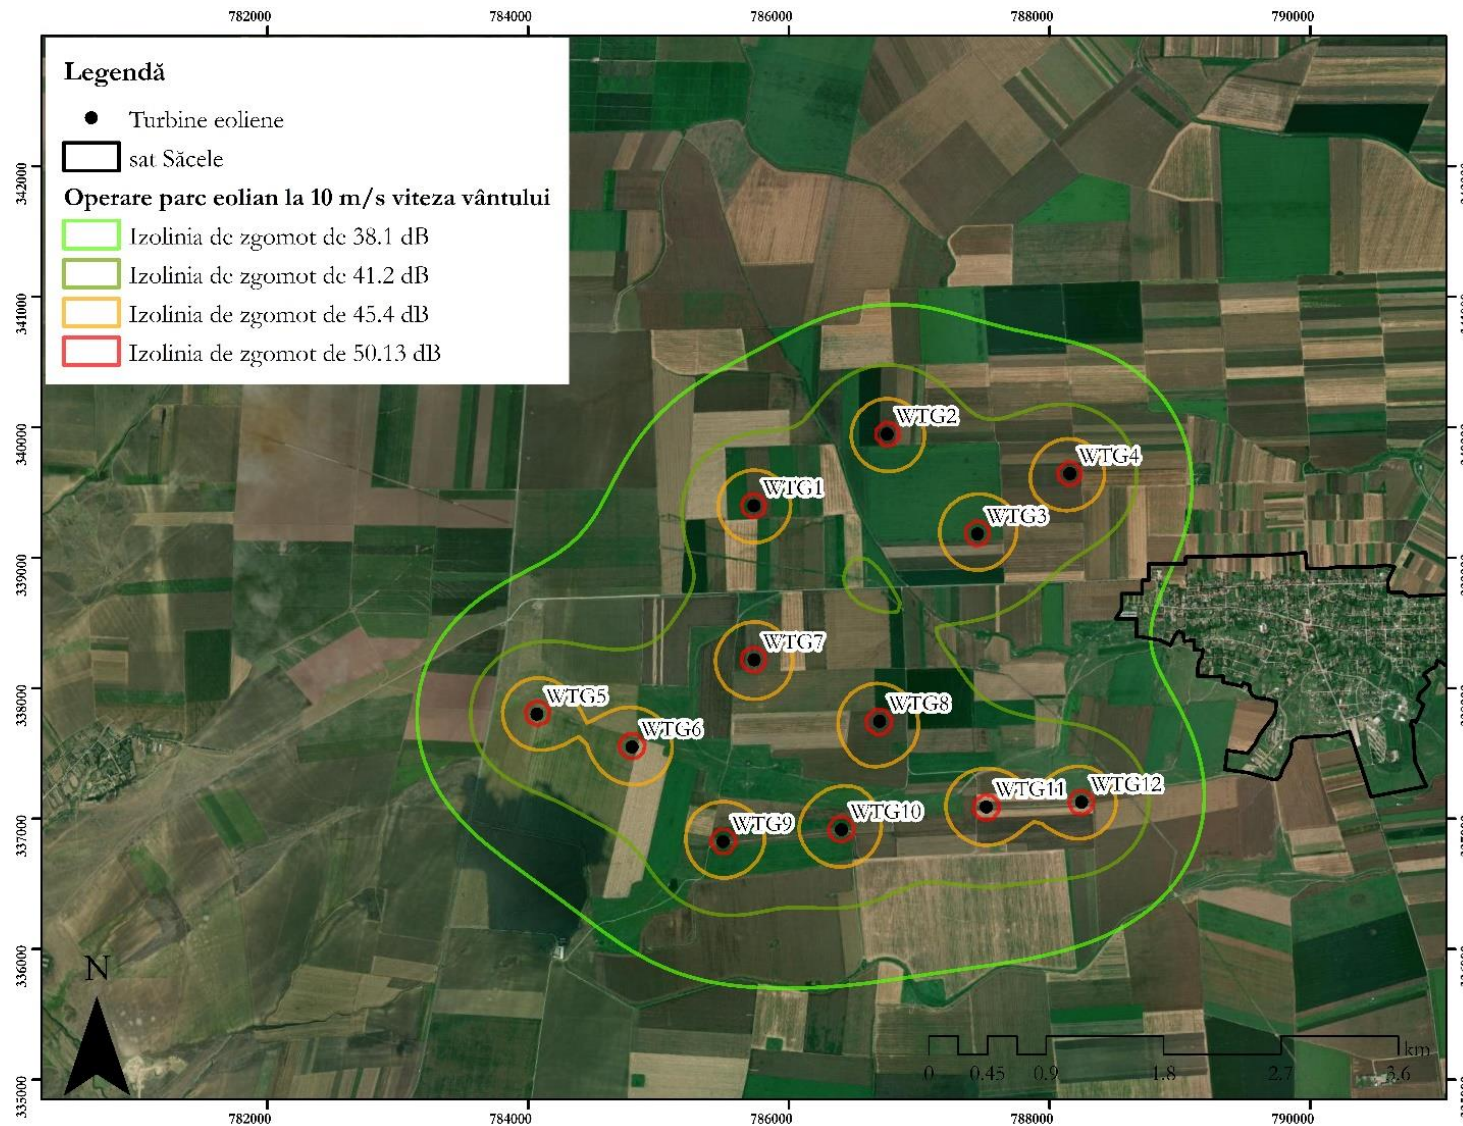 782000 784000 786000 788000 790000
Legendă
Turbine eoliene
sat Săcele
Operare parc eolian la 10 m/s viteza vântului
Izolinia de zgomot de 38.1 dB
Izolinia de zgomot de 41.2 dB
Izolinia de zgomot de 45.4 dB
Izolinia de zgomot de 50.13 dB
342000
341000
340000
339000
338000
337000
336000
335000
WTG2
WTG4
WTG1
WTG3
WTG7
WTG5
WTG8
WTG6
WTG12
WTG11
WTG10
WTG9
N
km
0 0.45 0.9 1.8 2.7 3.6
782000 784000 786000 788000 790000